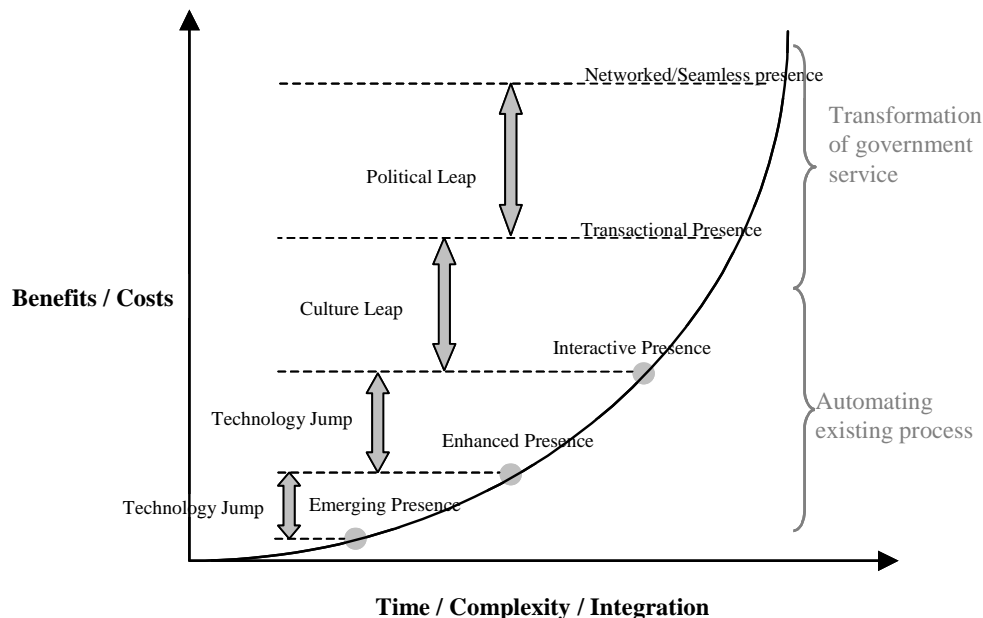 Networked/Seamless presence
Transformation
of government
service
Political Leap
Transactional Presence
Benefits / Costs
Culture Leap
Interactive Presence
Technology Jump
Automating
existing process
Enhanced Presence
Technology Jump
Emerging Presence
Time / Complexity / Integration